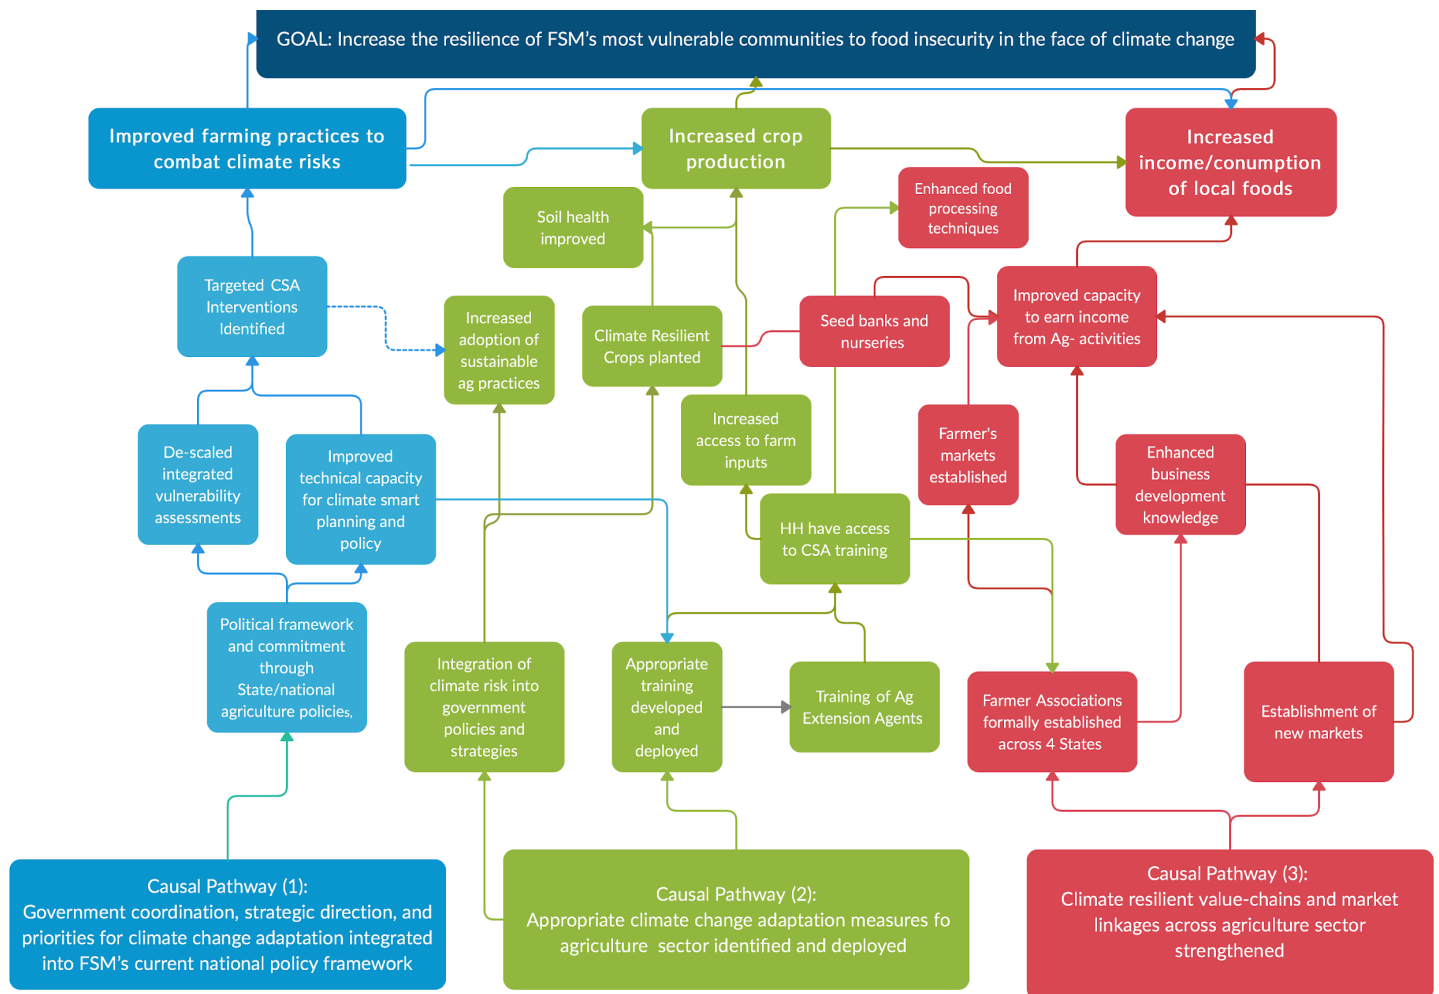 GOAL: Increase the resilience of FSM's most vulnerable communities to food insecurity in the face of climate change
Improved farming practices to
combat climate risks
Increased crop
production
Increased
income/conumption
of local foods
Enhanced food
processing
techniques
Soil health
improved
Targeted CSA
Interventions
Identified
Increased
adoption of
sustainable
ag practices
Climate Resilient
Crops planted
Seed banks and
nurseries
Improved capacity
to earn income
from Ag- activities
Increased
access to farm
inputs
Farmer's
markets
established
De-scaled
integrated
vulnerability
assessments
Improved
technical capacity
for climate smart
planning and
policy
Enhanced
business
development
knowledge
HH have access
to CSA training
Political framework
and commitment
through
State/national
agriculture policies,
Integration of
climate risk into
government
policies and
strategies
Appropriate
training
developed
and
deployed
Training of Ag
Extension Agents
Farmer Associations
formally established
across 4 States
Establishment of
new markets
Causal Pathway (1):
Government coordination, strategic direction, and
priorities for climate change adaptation integrated
into FSM's current national policy framework
Causal Pathway (2):
Appropriate climate change adaptation measures fo
agriculture sector identified and deployed
Causal Pathway (3):
Climate resilient value-chains and market
linkages across agriculture sector
strengthened